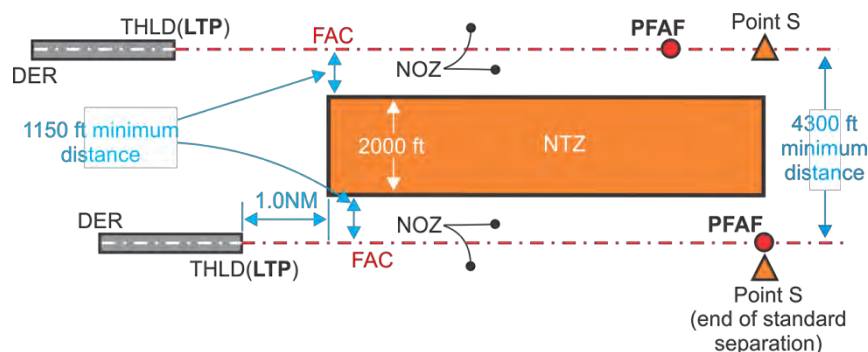 THLD(LTP)
FAC
PFAF
Point S
DER
NOZ
1150 ft minimum
distance
2000 ft
NTZ
4300 ft
minimum
distance
1.0NM
DER
NOZ
PFAF
THLD(LTP)
FAC
Point S
(end of standard
separation)